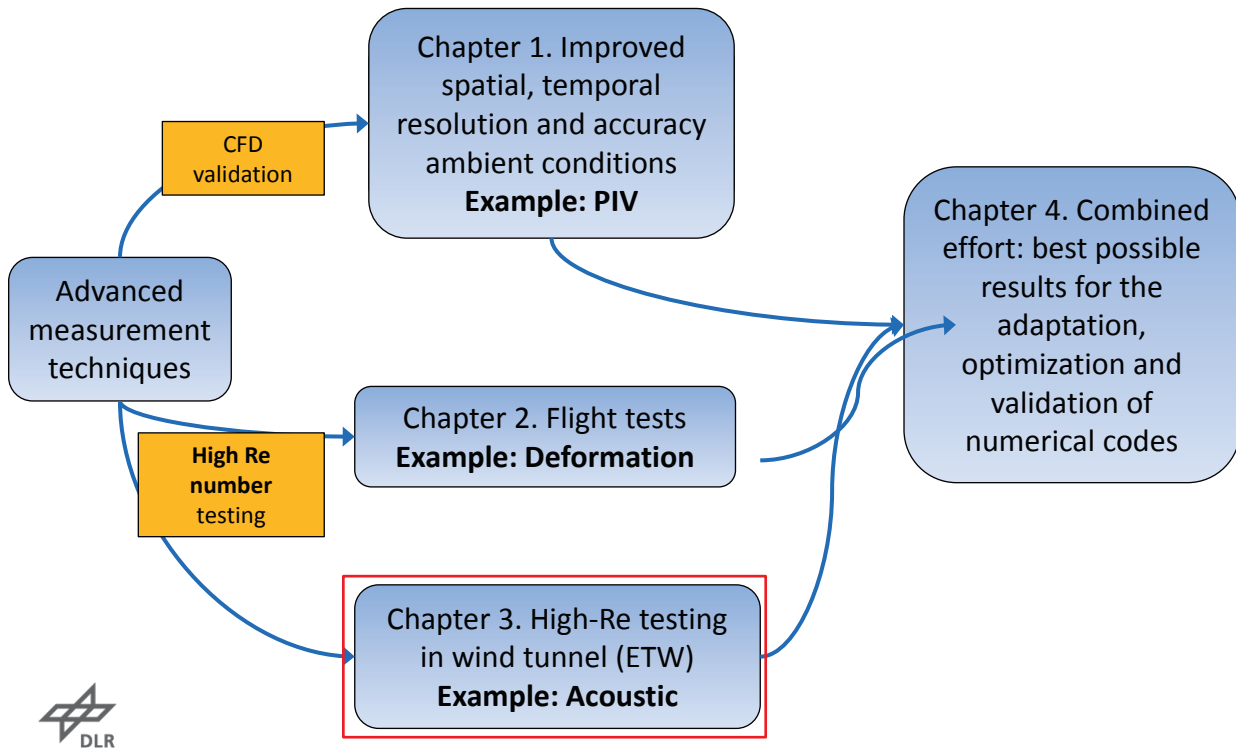 Chapter 1. Improved
spatial, temporal
resolution and accuracy
ambient conditions
Example: PIV
CFD
validation
Advanced
measurement
techniques
Chapter 4. Combined
effort: best possible
results for the
adaptation,
optimization and
validation of
numerical codes
Chapter 2. Flight tests
Example: Deformation
High Re
number
testing
Chapter 3. High-Re testing
in wind tunnel (ETW)
Example: Acoustic
DLR